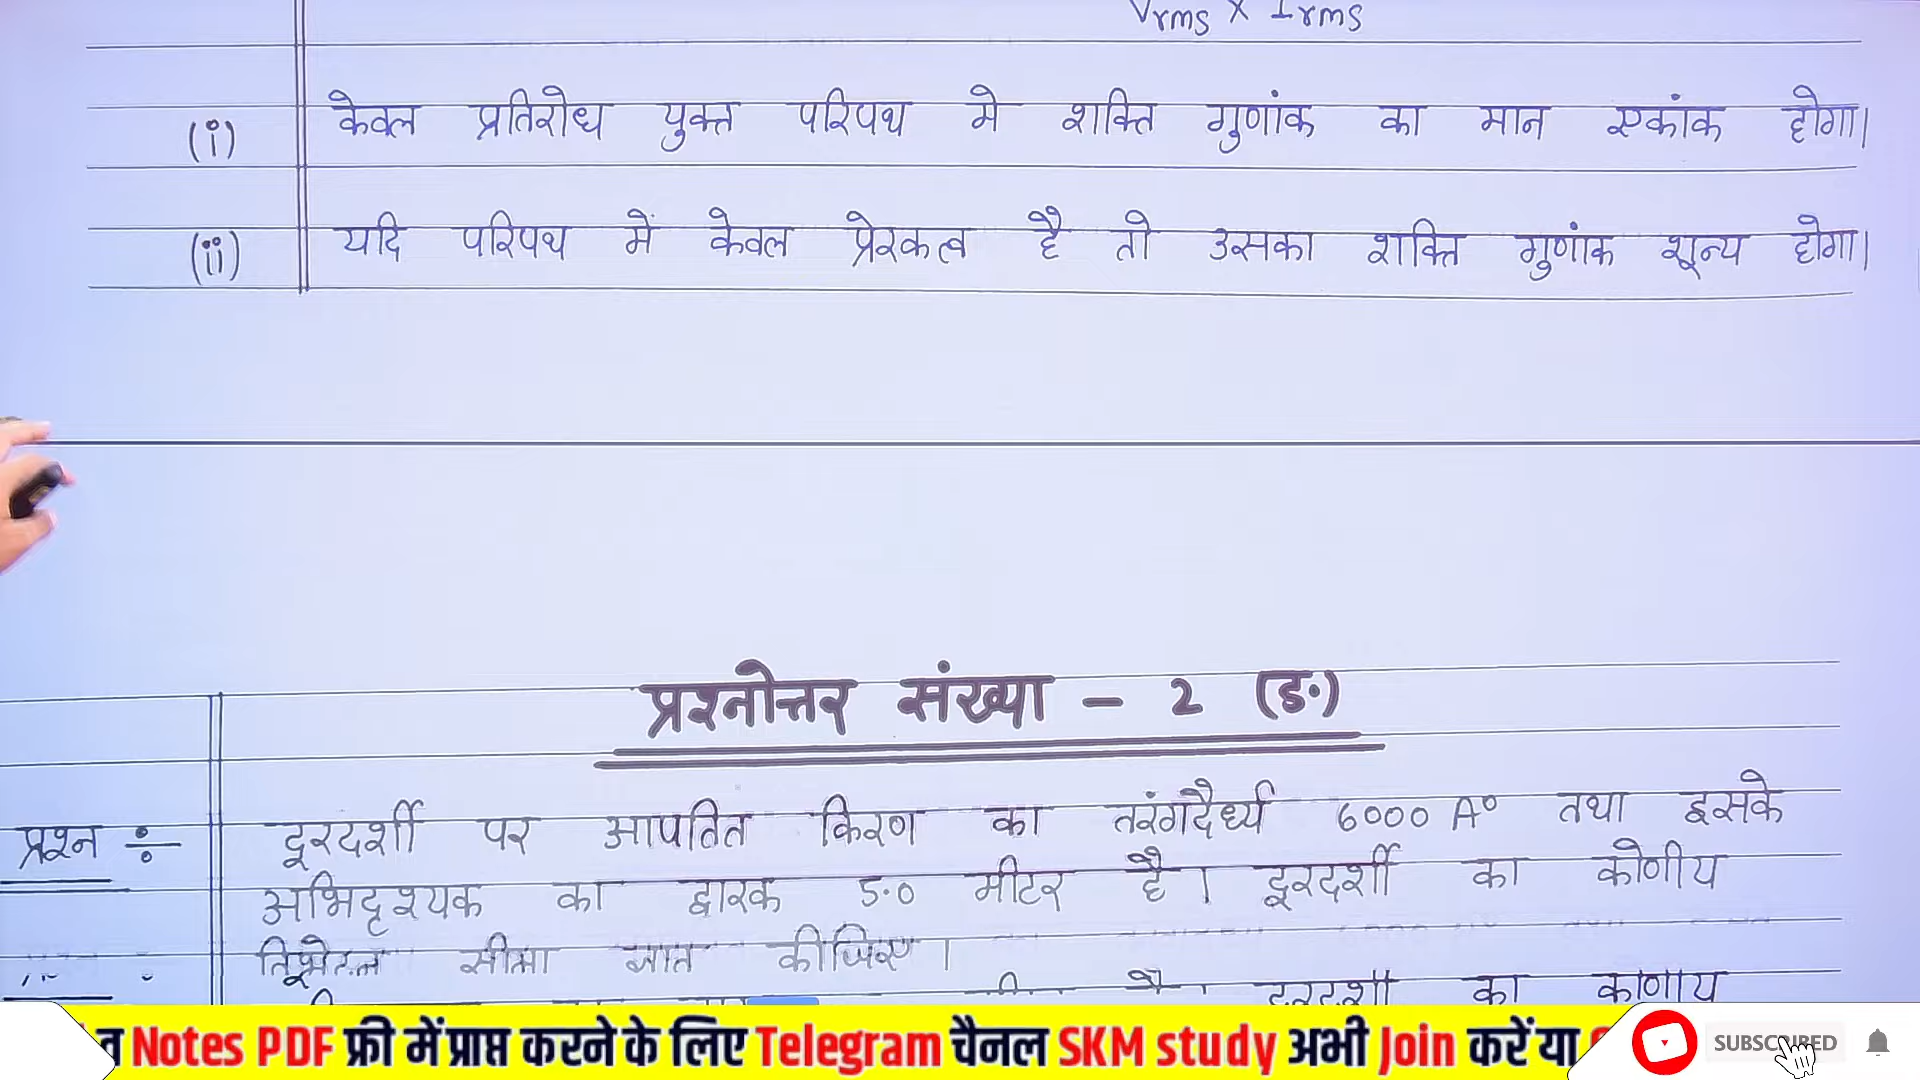 Vrms X Irms
(i) केवल प्रतिरोध युक्त परिपथ मे शक्ति गुणांक का मान एकांक होगा।
(ii) यदि परिपथ में केवल प्रेरकत्व है तो उसका शक्ति गुणांक शून्य होगा।
प्रश्नोत्तर संख्या - 2 (ड॰)
प्रश्न ÷ दूरदर्शी पर आपतित किरण का तरंगदैर्ध्य 6000 A° तथा इसके
अभिदृश्यक का द्वारक 5.0 मीटर है। दूरदर्शी का कोणीय
सीमा ज्ञात कीजिए।
का
Notes PDF फ्री में प्राप्त करने के लिए Telegram चैनल SKM study अभी Join करें या
SUBSCRIBED